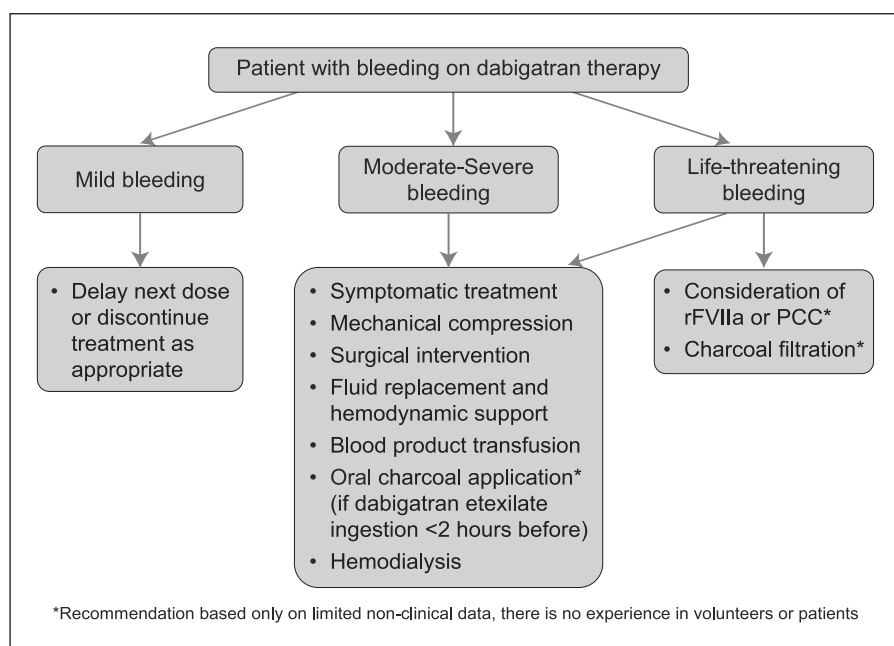 Patient with bleeding on dabigatran therapy
Mild bleeding
Moderate-Severe
bleeding
Life-threatening
bleeding
• Delay next dose
or discontinue
treatment as
appropriate
• Symptomatic treatment
• Mechanical compression
• Surgical intervention
• Fluid replacement and
hemodynamic support
• Blood product transfusion
• Oral charcoal application*
(if dabigatran etexilate
ingestion <2 hours before)
• Hemodialysis
• Consideration of
rFVIIa or PCC*
• Charcoal filtration*
*Recommendation based only on limited non-clinical data, there is no experience in volunteers or patients